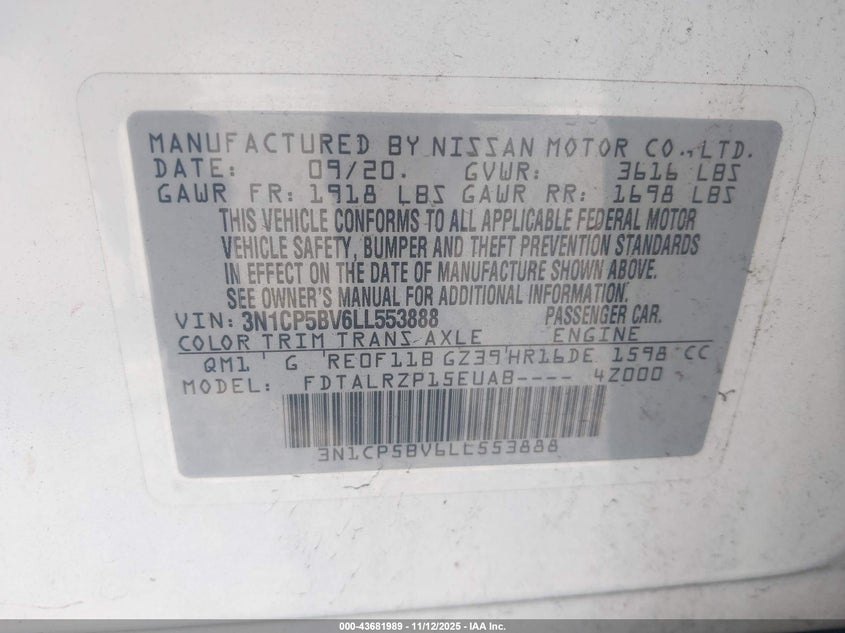 MANUFACTURED BY NISSAN MOTOR CO.,LTD.
DATE: 09/20. GVWR: 3616 LBS
GAWR FR: 1918 LBS GAWR RR: 1698 LBS
THIS VEHICLE CONFORMS TO ALL APPLICABLE FEDERAL MOTOR
VEHICLE SAFETY, BUMPER AND THEFT PREVENTION STANDARDS
IN EFFECT ON THE DATE OF MANUFACTURE SHOWN ABOVE.
SEE OWNER'S MANUAL FOR ADDITIONAL INFORMATION.
VIN: 3N1CP5BV6LL553888 PASSENGER CAR.
COLOR TRIM TRANS AXLE ENGINE
QM1 G RE0F11B GZ39 HR16DE 1598 CC
MODEL: FDTALRZP15EUAB---- 4Z000
3N1CP5BV6LL553888
000-43681989 - 11/12/2025 - IAA Inc.